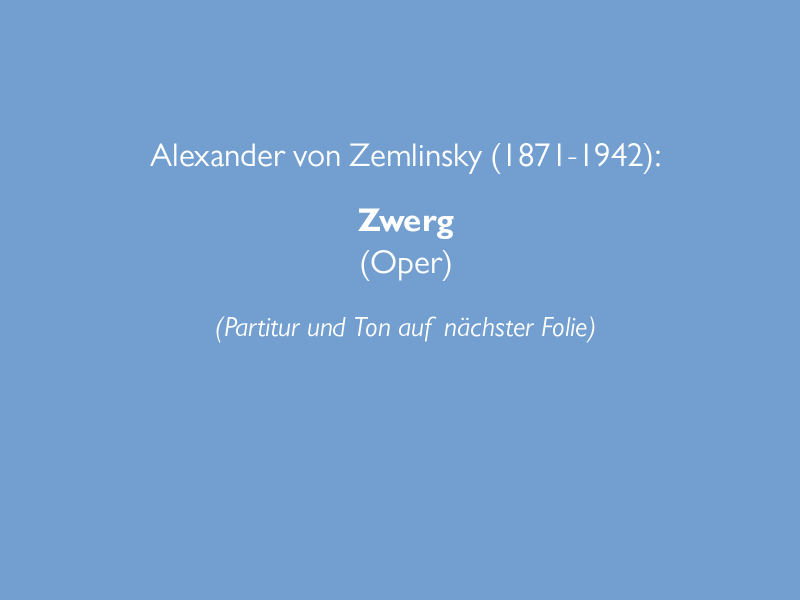 Alexander von Zemlinsky (1871-1942):
Zwerg
(Oper)
(Partitur und Ton auf nächster Folie)